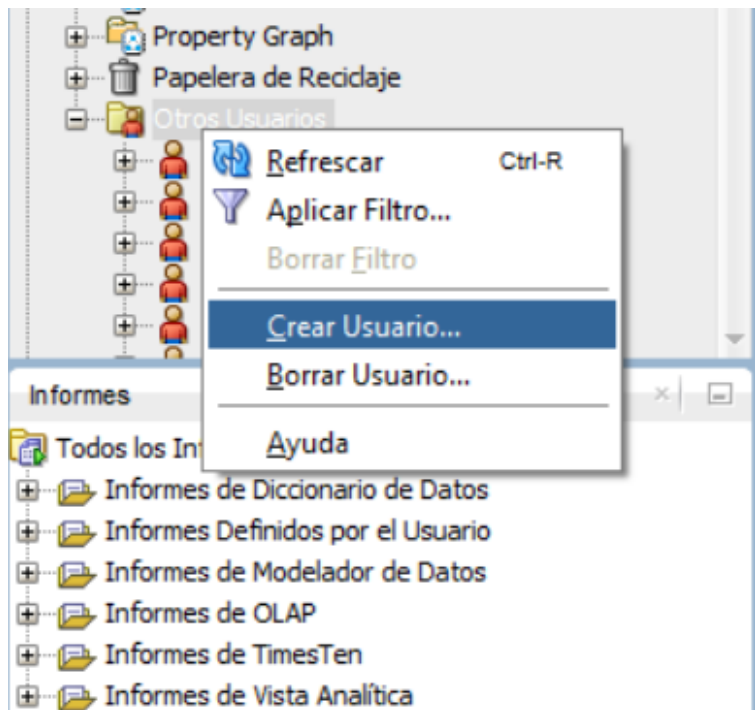 Property Graph
Papelera de Reciclaje
Otros Usuarios
Refrescar Ctrl-R
Aplicar Filtro...
Borrar Filtro
Crear Usuario...
Borrar Usuario...
Ayuda
Informes
Todos los Inf
Informes de Diccionario de Datos
Informes Definidos por el Usuario
Informes de Modelador de Datos
Informes de OLAP
Informes de TimesTen
Informes de Vista Analítica